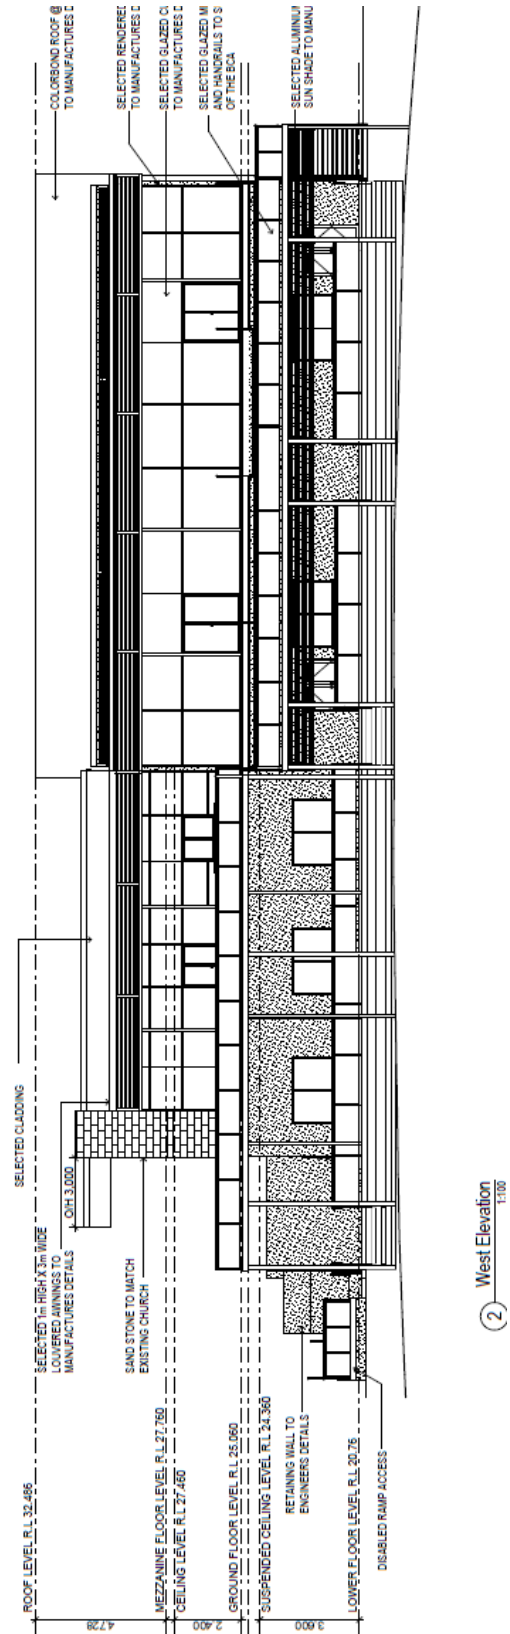 COLORBOND ROOF @
TO MANUFACTURES D
SELECTED RENDERE
TO MANUFACTURES D
SELECTED GLAZED
TO MANUFACTURES D
SELECTED GLAZED
AND HANDRAILS TO S
OF THE BCA
SELECTED ALUMINIUM
SUN SHADE TO MANU
SELECTED CLADDING
SELECTED 1m HIGH X 3m WIDE
LOUVERED AWNINGS TO
MANUFACTURES DETAILS
O/H 3,000
SAND STONE TO MATCH
EXISTING CHURCH
RETAINING WALL TO
ENGINEERS DETAILS
DISABLED RAMP ACCESS
ROOF LEVEL R.L 32.486
MEZZANINE FLOOR LEVEL R.L 27.760
CEILING LEVEL R.L 27.460
GROUND FLOOR LEVEL R.L 25.060
SUSPENDED CEILING LEVEL R.L 24.360
LOWER FLOOR LEVEL R.L 20.76
4.728
2.400
3.600
2 West Elevation
1:100